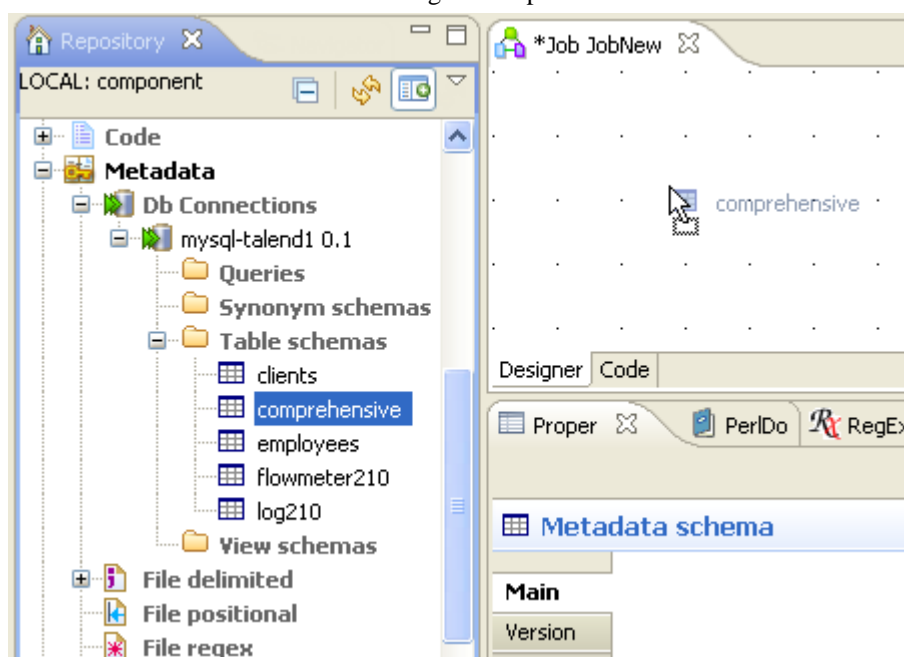 Repository
LOCAL: component
Code
Metadata
Db Connections
mysql-talend1 0.1
Queries
Synonym schemas
Table schemas
clients
comprehensive
employees
flowmeter210
log210
View schemas
File delimited
File positional
File regex
*Job JobNew
comprehensive
Designer Code
Proper PerlDo RegEx
Metadata schema
Main
Version